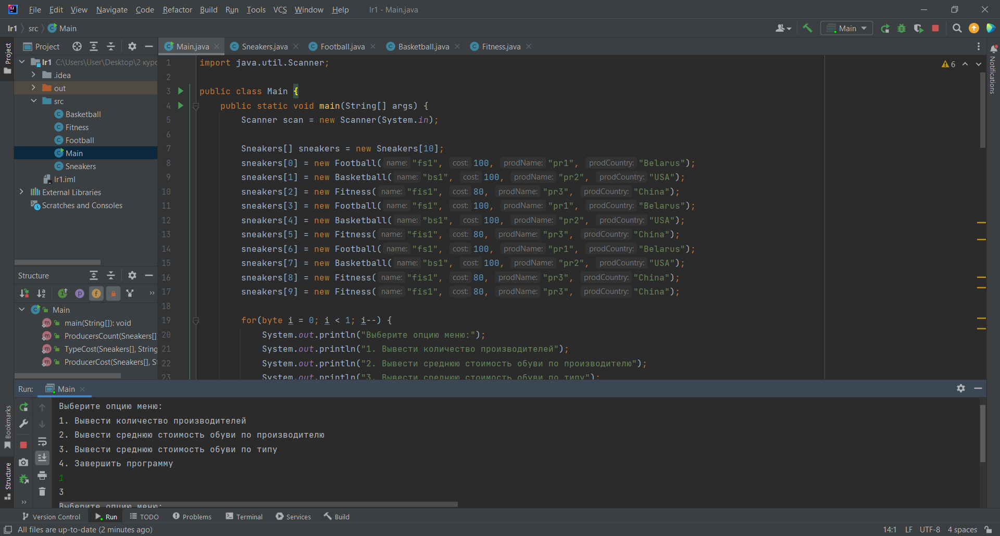 File Edit View Navigate Code Refactor Build Run Tools VCS Window Help lr1 - Main.java
lr1 src Main
Main
Project
Project
Main.java
Sneakers.java
Football.java
Basketball.java
Fitness.java
Notifications
lr1 C:\Users\User\Desktop\2 курс
.idea
out
src
Basketball
Fitness
Football
Main
Sneakers
lr1.iml
External Libraries
Scratches and Consoles
6
1 import java.util.Scanner;
2
3 public class Main {
4 public static void main(String[] args) {
5 Scanner scan = new Scanner(System.in);
6
7 Sneakers[] sneakers = new Sneakers[10];
8 sneakers[0] = new Football( name: "fs1", cost: 100, prodName: "pr1", prodCountry: "Belarus");
9 sneakers[1] = new Basketball( name: "bs1", cost: 100, prodName: "pr2", prodCountry: "USA");
10 sneakers[2] = new Fitness( name: "fis1", cost: 80, prodName: "pr3", prodCountry: "China");
11 sneakers[3] = new Football( name: "fs1", cost: 100, prodName: "pr1", prodCountry: "Belarus");
12 sneakers[4] = new Basketball( name: "bs1", cost: 100, prodName: "pr2", prodCountry: "USA");
13 sneakers[5] = new Fitness( name: "fis1", cost: 80, prodName: "pr3", prodCountry: "China");
14 sneakers[6] = new Football( name: "fs1", cost: 100, prodName: "pr1", prodCountry: "Belarus");
15 sneakers[7] = new Basketball( name: "bs1", cost: 100, prodName: "pr2", prodCountry: "USA");
16 sneakers[8] = new Fitness( name: "fis1", cost: 80, prodName: "pr3", prodCountry: "China");
17 sneakers[9] = new Fitness( name: "fis1", cost: 80, prodName: "pr3", prodCountry: "China");
18
19 for(byte i = 0; i < 1; i--) {
20 System.out.println("Выберите опцию меню:");
21 System.out.println("1. Вывести количество производителей");
22 System.out.println("2. Вывести среднюю стоимость обуви по производителю");
23 System.out.println("3. Вывести среднюю стоимость обуви по типу");
Structure
Main
main(String[]): void
ProducersCount(Sneakers[]
TypeCost(Sneakers[], String
ProducerCost(Sneakers[], St
Run: Main
Выберите опцию меню:
1. Вывести количество производителей
2. Вывести среднюю стоимость обуви по производителю
3. Вывести среднюю стоимость обуви по типу
4. Завершить программу
1
3
Выберите опцию меню:
Bookmarks
Structure
Version Control Run TODO Problems Terminal Services Build
All files are up-to-date (2 minutes ago)
14:1 LF UTF-8 4 spaces